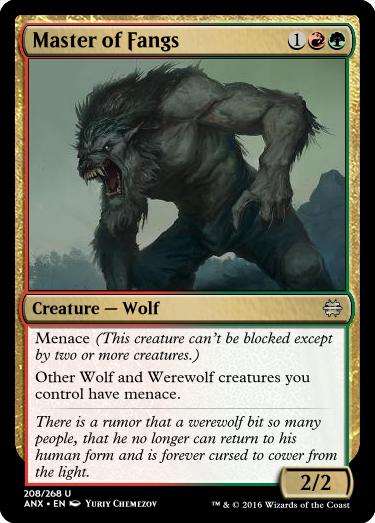 Master of Fangs 1
Creature — Wolf
Menace (This creature can't be blocked except
by two or more creatures.)
Other Wolf and Werewolf creatures you
control have menace.
There is a rumor that a werewolf bit so many
people, that he no longer can return to his
human form and is forever cursed to cower from
the light.
2/2
208/268 U
ANX • EN Yuriy Chemezov
™ & © 2016 Wizards of the Coast